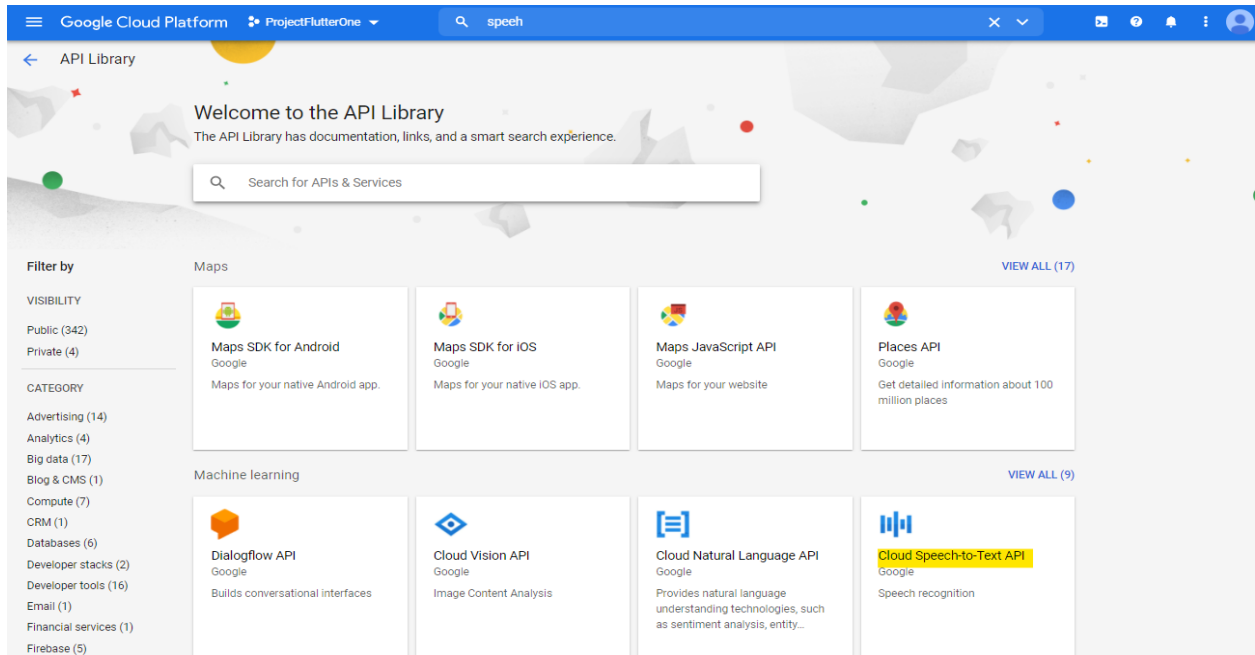 Google Cloud Platform
ProjectFlutterOne
speeh
API Library
Welcome to the API Library
The API Library has documentation, links, and a smart search experience.
Search for APIs & Services
Filter by
VISIBILITY
Public (342)
Private (4)
CATEGORY
Advertising (14)
Analytics (4)
Big data (17)
Blog & CMS (1)
Compute (7)
CRM (1)
Databases (6)
Developer stacks (2)
Developer tools (16)
Email (1)
Financial services (1)
Firebase (5)
Maps
VIEW ALL (17)
Maps SDK for Android
Google
Maps for your native Android app.
Maps SDK for iOS
Google
Maps for your native iOS app.
Maps JavaScript API
Google
Maps for your website
Places API
Google
Get detailed information about 100
million places
Machine learning
VIEW ALL (9)
Dialogflow API
Google
Builds conversational interfaces
Cloud Vision API
Google
Image Content Analysis
Cloud Natural Language API
Google
Provides natural language
understanding technologies, such
as sentiment analysis, entity...
Cloud Speech-to-Text API
Google
Speech recognition